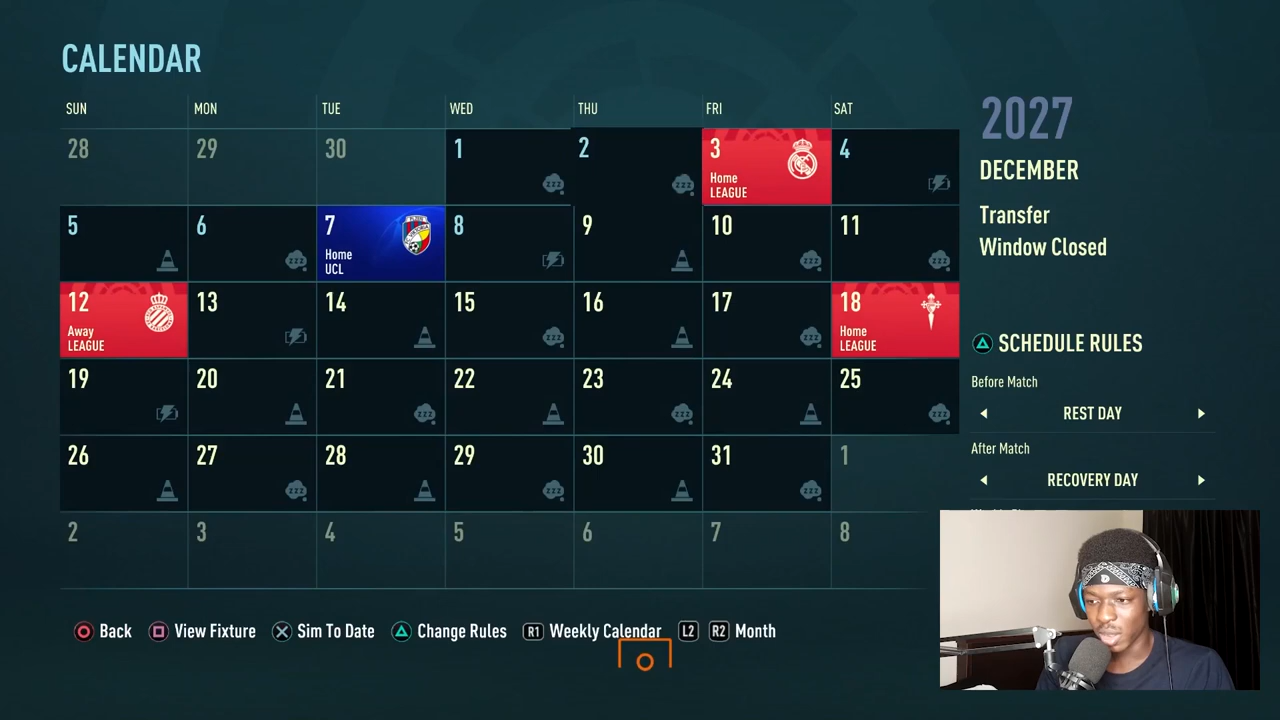 CALENDAR
SUN MON TUE WED THU FRI SAT
28 29 30 1 2 3 4
Home
LEAGUE
5 6 7 8 9 10 11
Home
UCL
12 13 14 15 16 17 18
Away
LEAGUE
Home
LEAGUE
19 20 21 22 23 24 25
26 27 28 29 30 31 1
2 3 4 5 6 7 8
2027
DECEMBER
Transfer
Window Closed
SCHEDULE RULES
Before Match
REST DAY
After Match
RECOVERY DAY
Back View Fixture Sim To Date Change Rules R1 Weekly Calendar L2 R2 Month